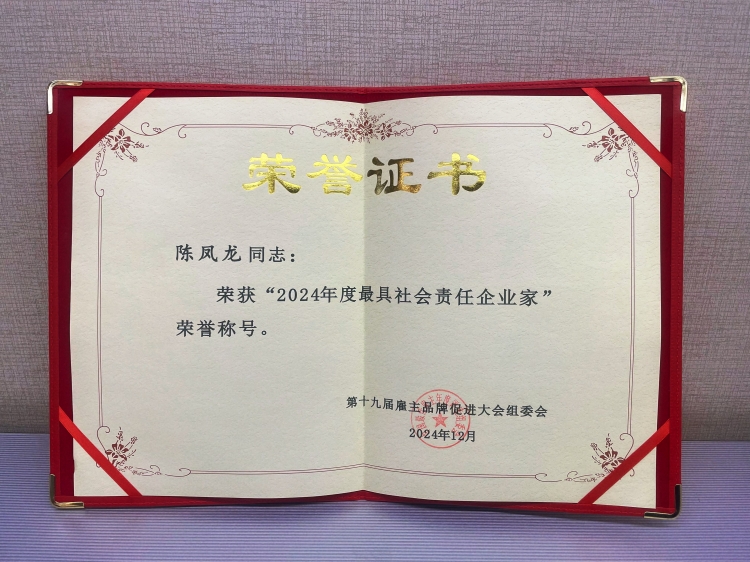 荣誉证书
陈凤龙 同志：
荣获“2024年度最具社会责任企业家”
荣誉称号。
第十九届雇主品牌促进大会组委会
2024年12月